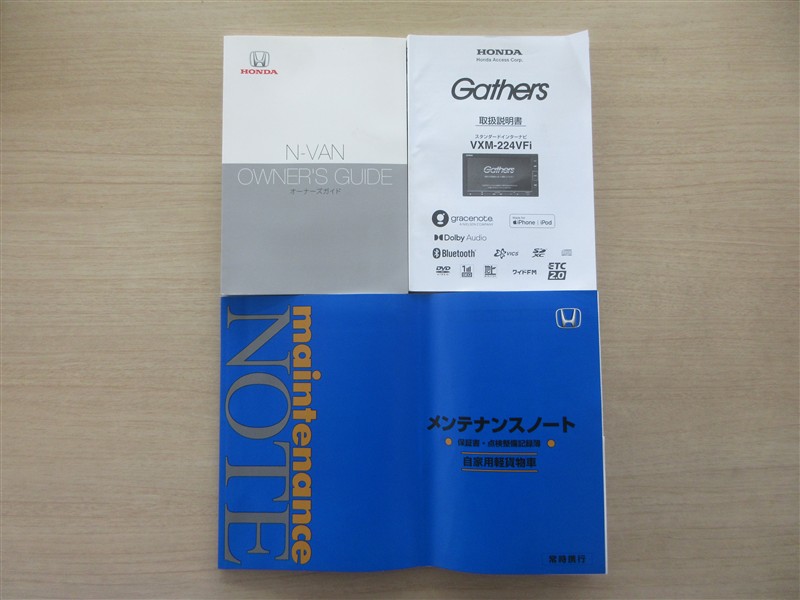 HONDA
N-VAN
OWNER'S GUIDE
オーナーズガイド
HONDA
Honda Access Corp.
Gathers
取扱説明書
スタンダードインターナビ
VXM-224VFi
Gathers
gracenote
iPhone | iPod
Dolby Audio
Bluetooth
VICS
SD XC
DVD
ワイドFM
ETC 2.0
maintenance
NOTE
メンテナンスノート
保証書・点検整備記録簿
自家用軽貨物車
常時携行